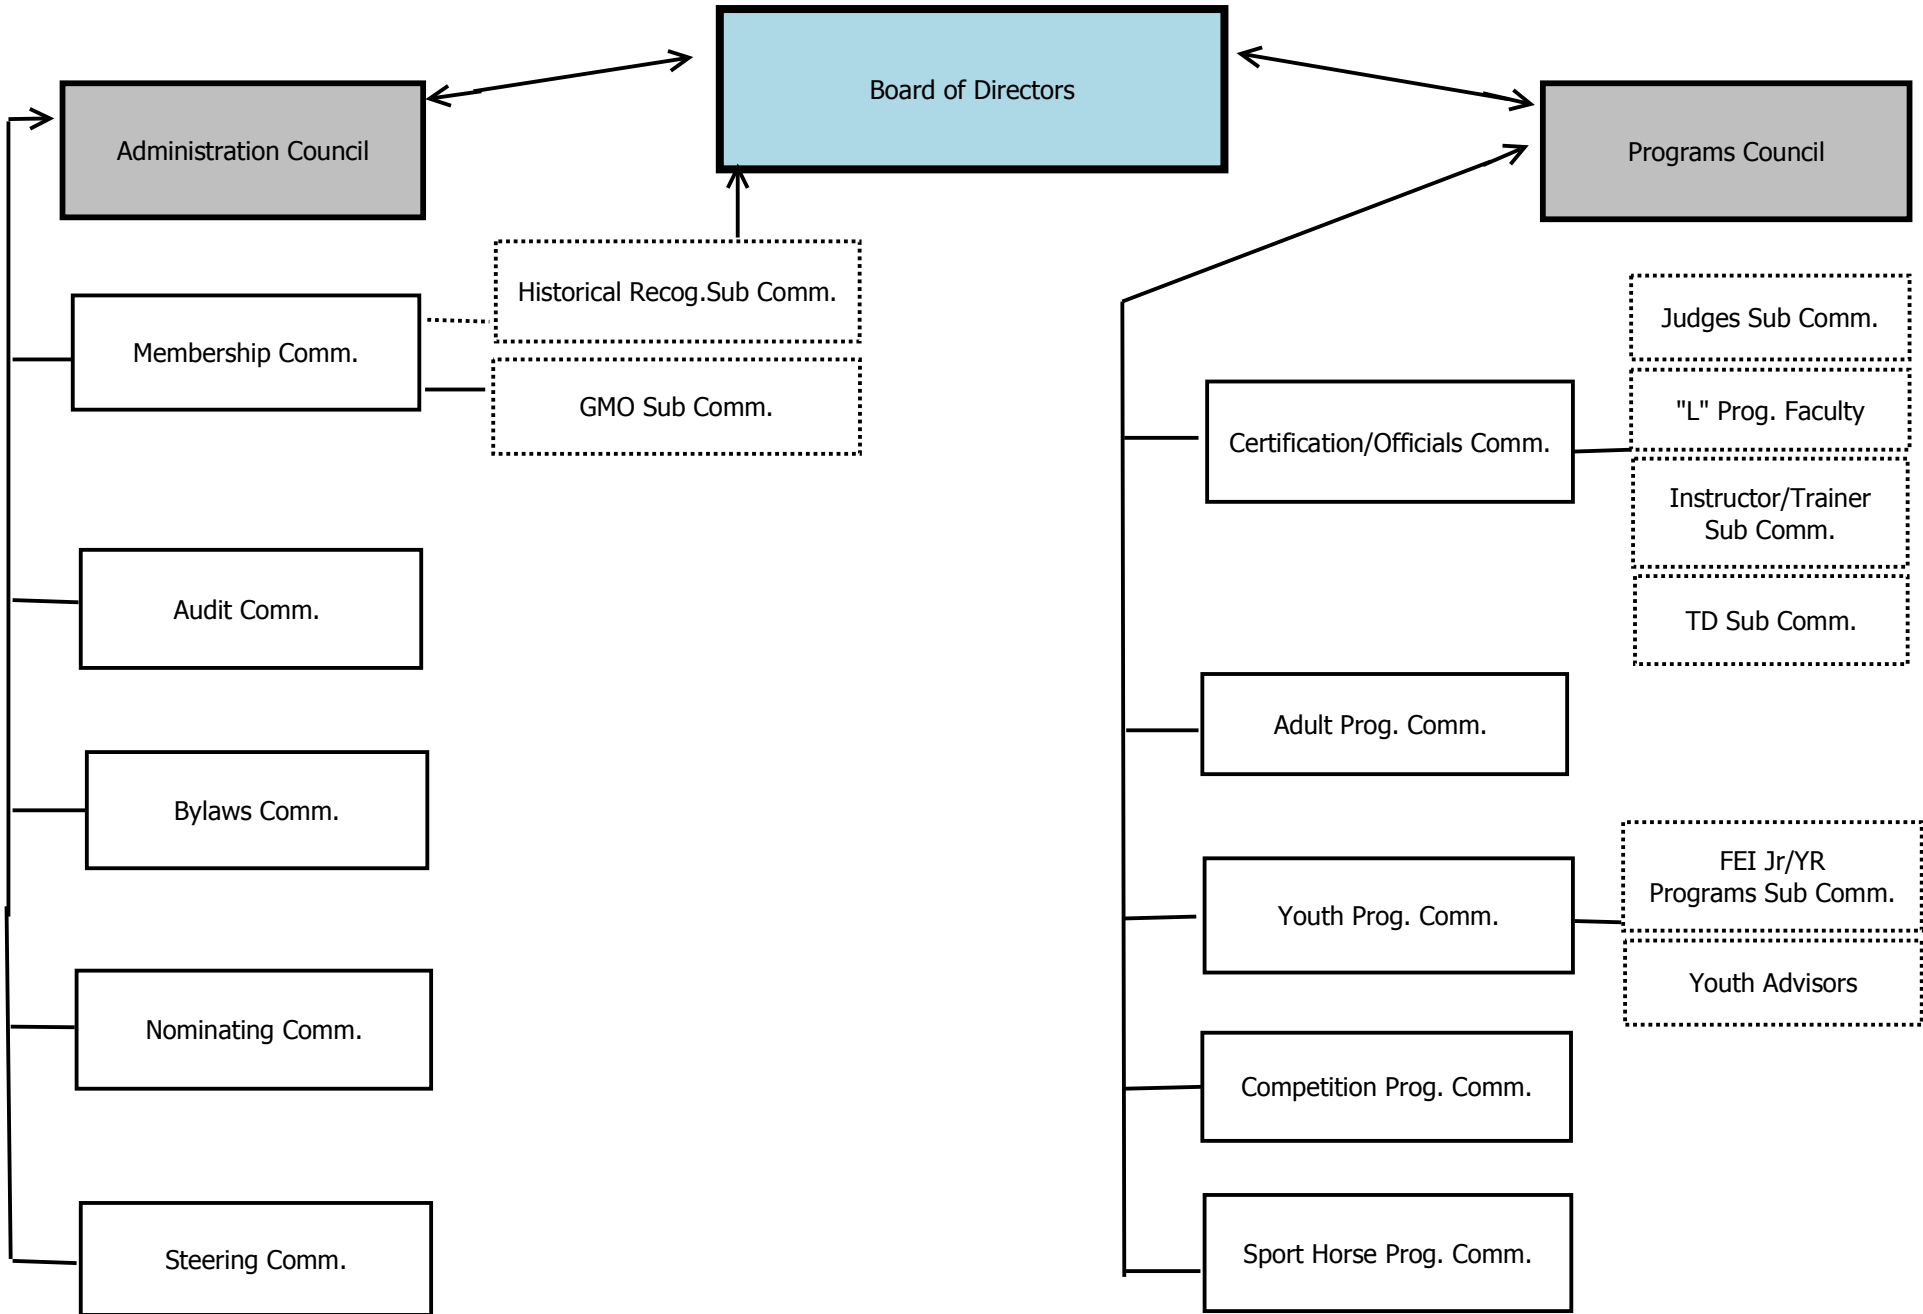 Board of Directors
Administration Council
Programs Council
Historical Recog.Sub Comm.
Membership Comm.
GMO Sub Comm.
Audit Comm.
Bylaws Comm.
Nominating Comm.
Steering Comm.
Judges Sub Comm.
"L" Prog. Faculty
Certification/Officials Comm.
Instructor/Trainer
Sub Comm.
TD Sub Comm.
Adult Prog. Comm.
FEI Jr/YR
Programs Sub Comm.
Youth Prog. Comm.
Youth Advisors
Competition Prog. Comm.
Sport Horse Prog. Comm.